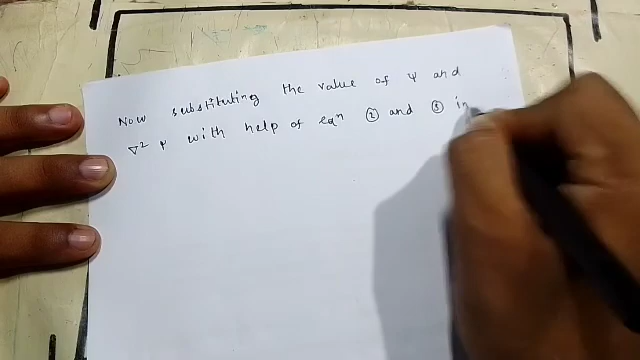 Now substituting the value of ψ and
∇² ψ with help of eqⁿ ② and ③ in